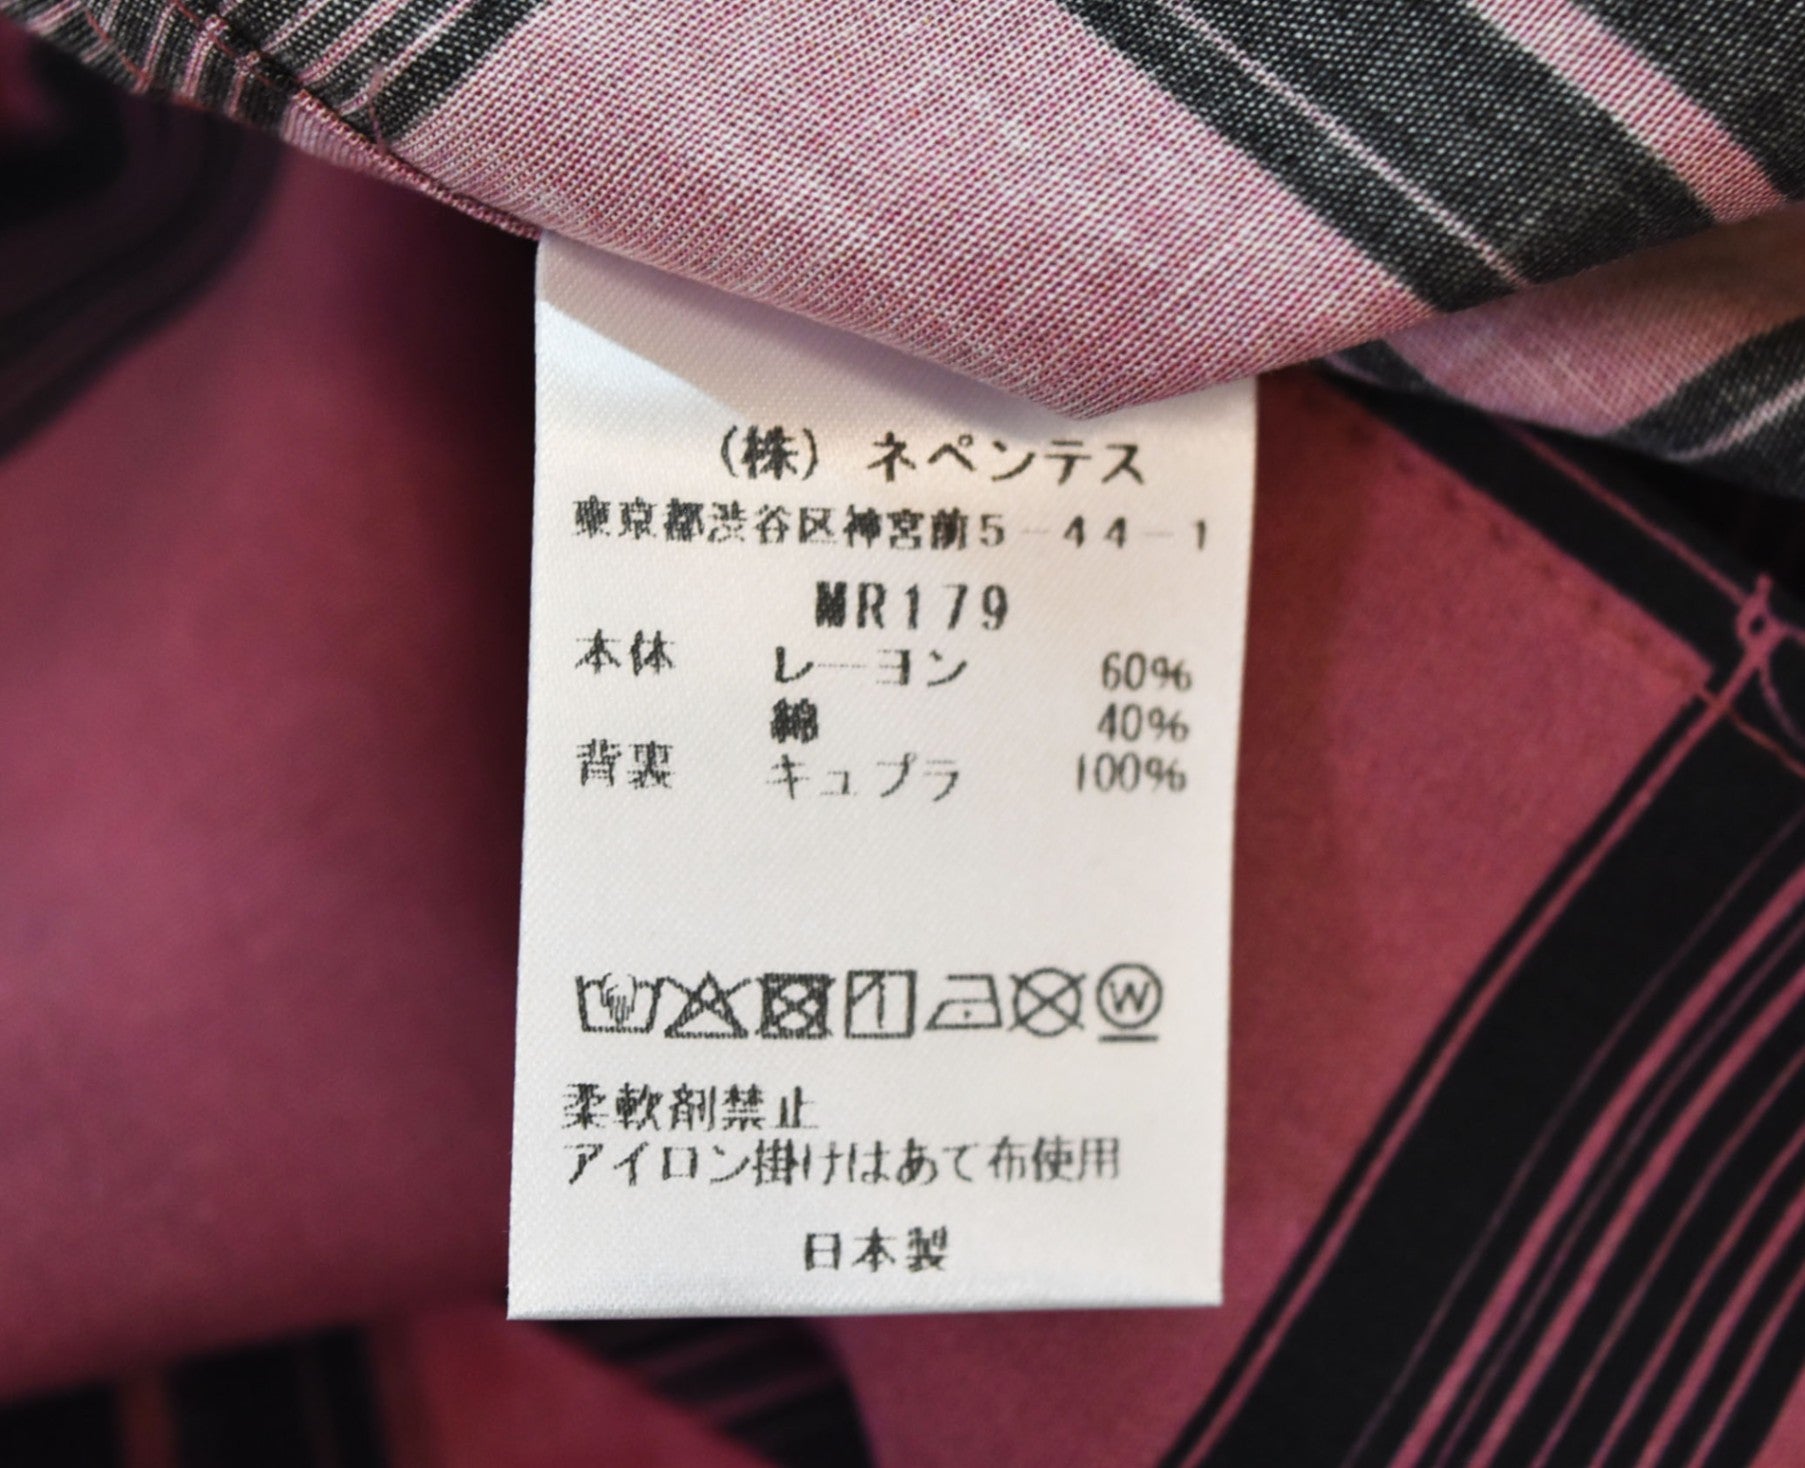 (株) ネペンテス
東京都渋谷区神宮前5-44-1
MR179
本体 レーヨン 60%
綿 40%
背裏 キュプラ 100%
W
柔軟剤禁止
アイロン掛けはあて布使用
日本製